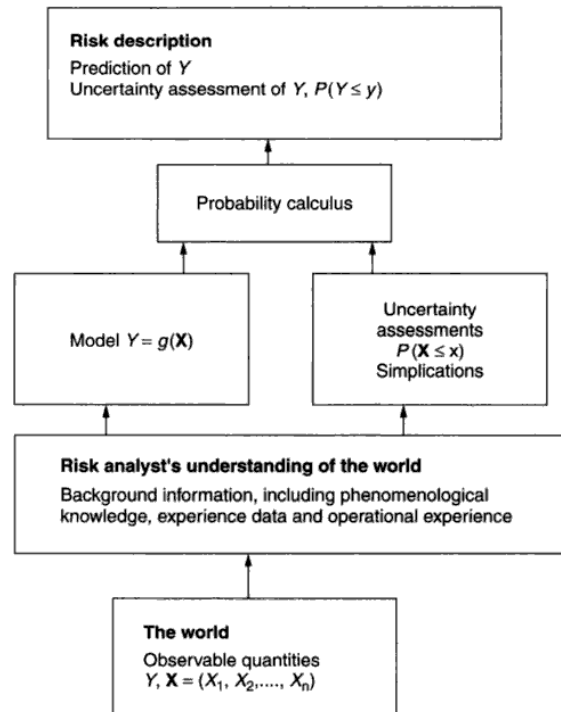 Risk description
Prediction of Y
Uncertainty assessment of Y, P(Y ≤ y)
Probability calculus
Model Y = g(X)
Uncertainty
assessments
P(X ≤ x)
Simplications
Risk analyst's understanding of the world
Background information, including phenomenological
knowledge, experience data and operational experience
The world
Observable quantities
Y, X = (X₁, X₂,...., Xₙ)